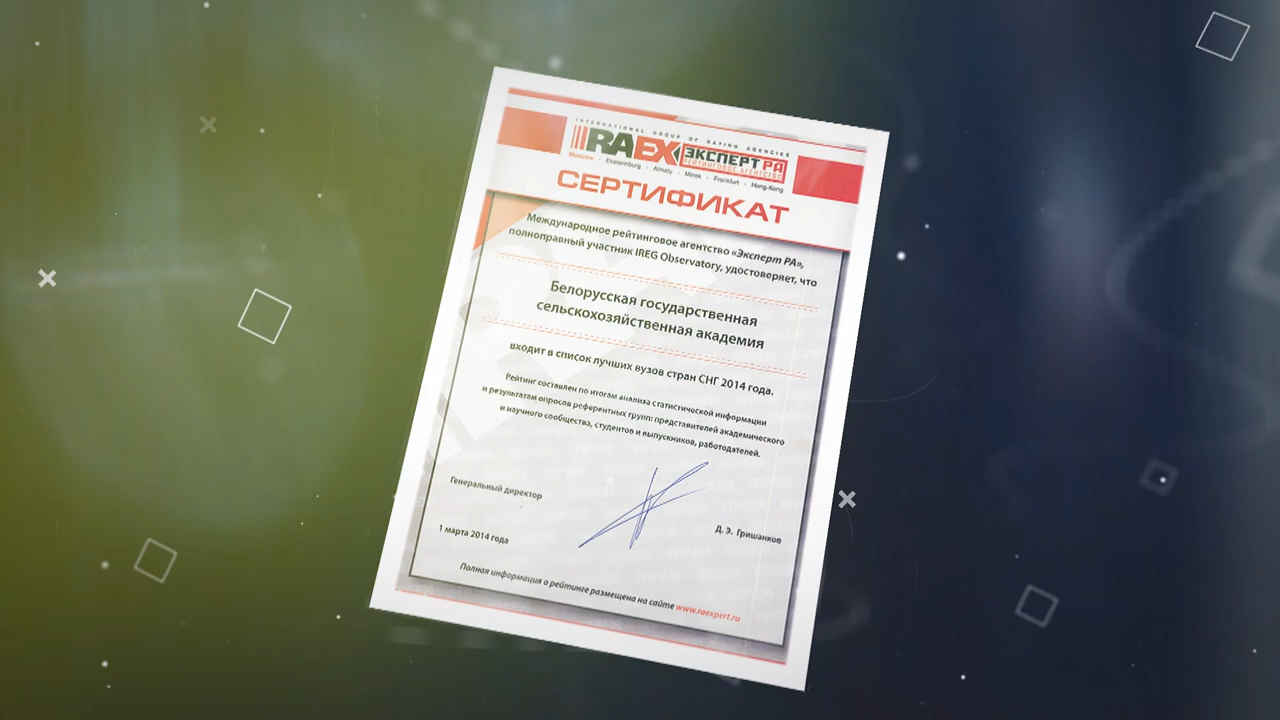 INTERNATIONAL GROUP OF RATING AGENCIES
RAEX ЭКСПЕРТ РА
РЕЙТИНГОВОЕ АГЕНТСТВО
Moscow - Ekaterinburg - Almaty - Minsk - Frankfurt - Hong-Kong
СЕРТИФИКАТ
Международное рейтинговое агентство «Эксперт РА»,
полноправный участник IREG Observatory, удостоверяет, что
Белорусская государственная
сельскохозяйственная академия
входит в список лучших вузов стран СНГ 2014 года.
Рейтинг составлен по итогам анализа статистической информации
и результатам опросов референтных групп: представителей академического
и научного сообщества, студентов и выпускников, работодателей.
Генеральный директор
Д. Э. Гришанков
1 марта 2014 года
Полная информация о рейтинге размещена на сайте www.raexpert.ru